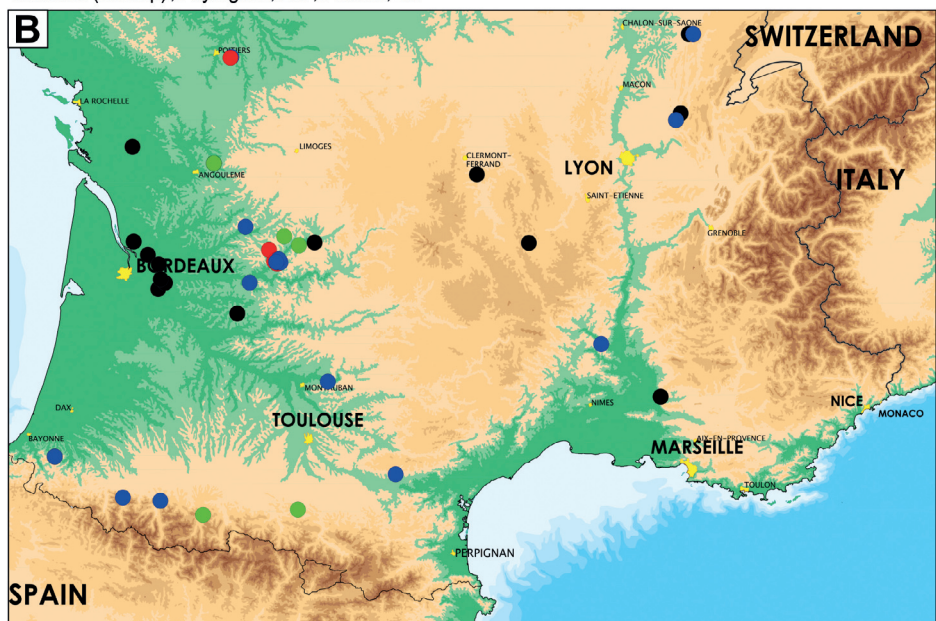 B
CHALON-SUR-SAONE
SWITZERLAND
POITIERS
MACON
LA ROCHELLE
LIMOGES
CLERMONT-
FERRAND
LYON
ANGOULEME
ITALY
SAINT-ETIENNE
GRENOBLE
BORDEAUX
MONTAUBAN
NIMES
NICE
DAX
MONACO
TOULOUSE
BAYONNE
AIX-EN-PROVENCE
MARSEILLE
TOULON
PERPIGNAN
SPAIN